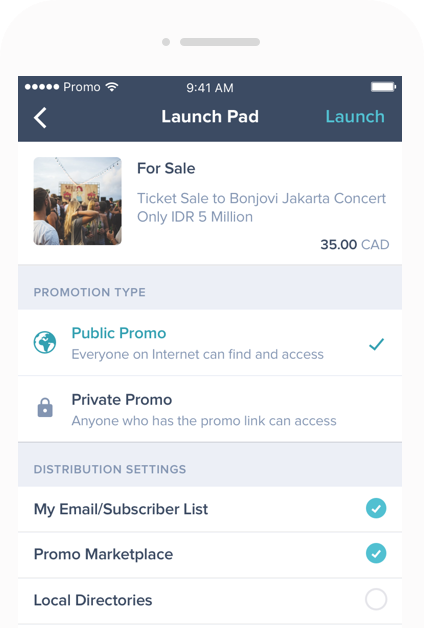 Promo
9:41 AM
Launch Pad
Launch
For Sale
Ticket Sale to Bonjovi Jakarta Concert
Only IDR 5 Million
35.00 CAD
PROMOTION TYPE
Public Promo
Everyone on Internet can find and access
Private Promo
Anyone who has the promo link can access
DISTRIBUTION SETTINGS
My Email/Subscriber List
Promo Marketplace
Local Directories